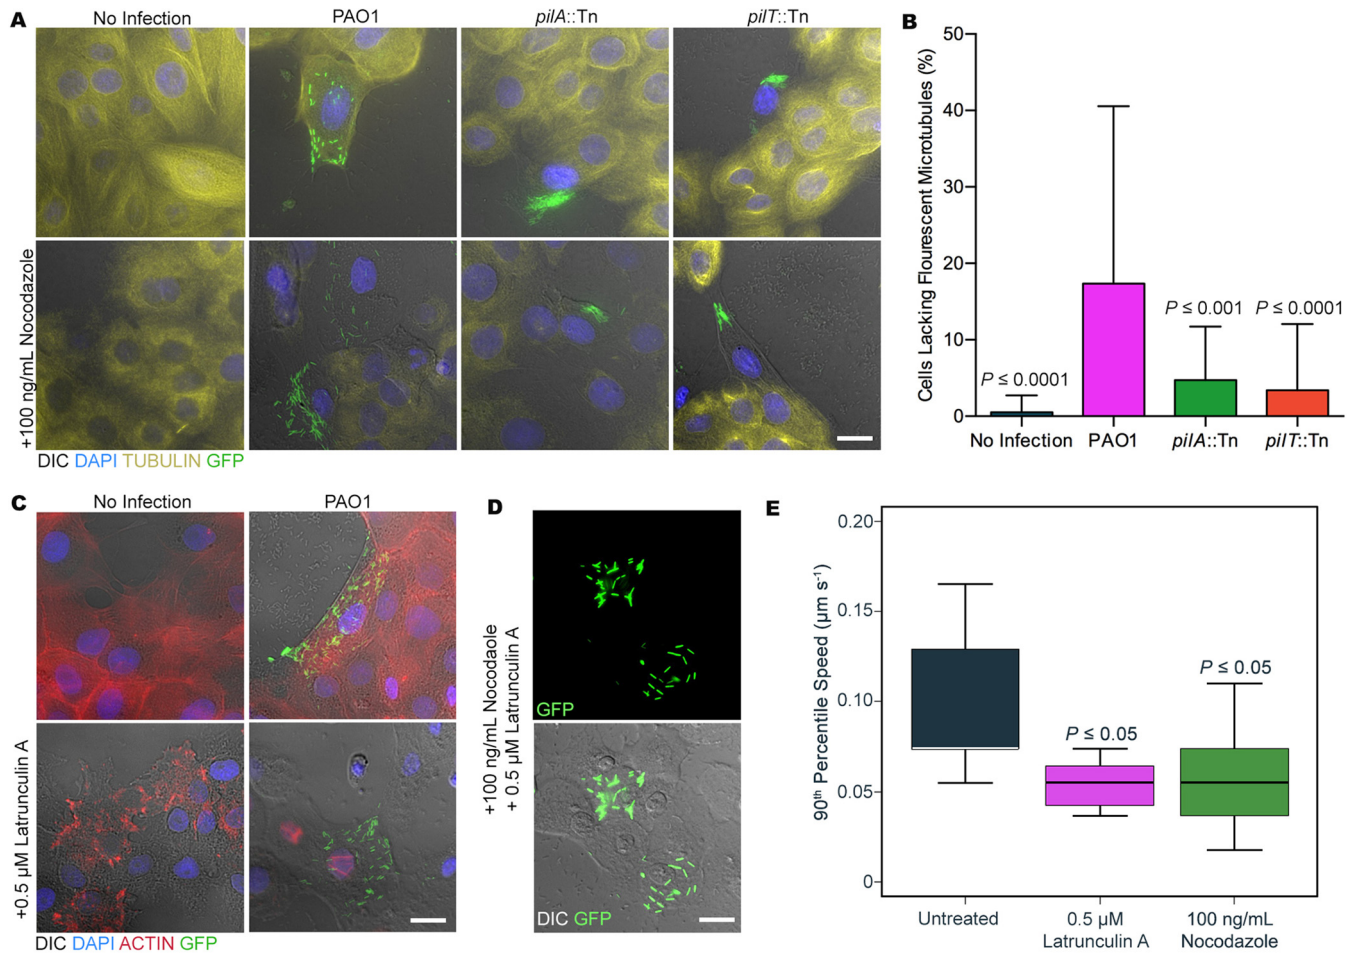 A
No Infection
PAO1
pilA::Tn
pilT::Tn
+100 ng/mL Nocodazole
DIC DAPI TUBULIN GFP
B
Cells Lacking Flourescent Microtubules (%)
50
40
30
20
10
0
P ≤ 0.0001
P ≤ 0.001
P ≤ 0.0001
No Infection
PAO1
pilA::Tn
pilT::Tn
C
No Infection
PAO1
+0.5 µM Latrunculin A
DIC DAPI ACTIN GFP
D
+100 ng/mL Nocodaole
+ 0.5 µM Latrunculin A
GFP
DIC GFP
E
90th Percentile Speed (µm s-1)
0.20
0.15
0.10
0.05
0
P ≤ 0.05
P ≤ 0.05
Untreated
0.5 µM
Latrunculin A
100 ng/mL
Nocodazole